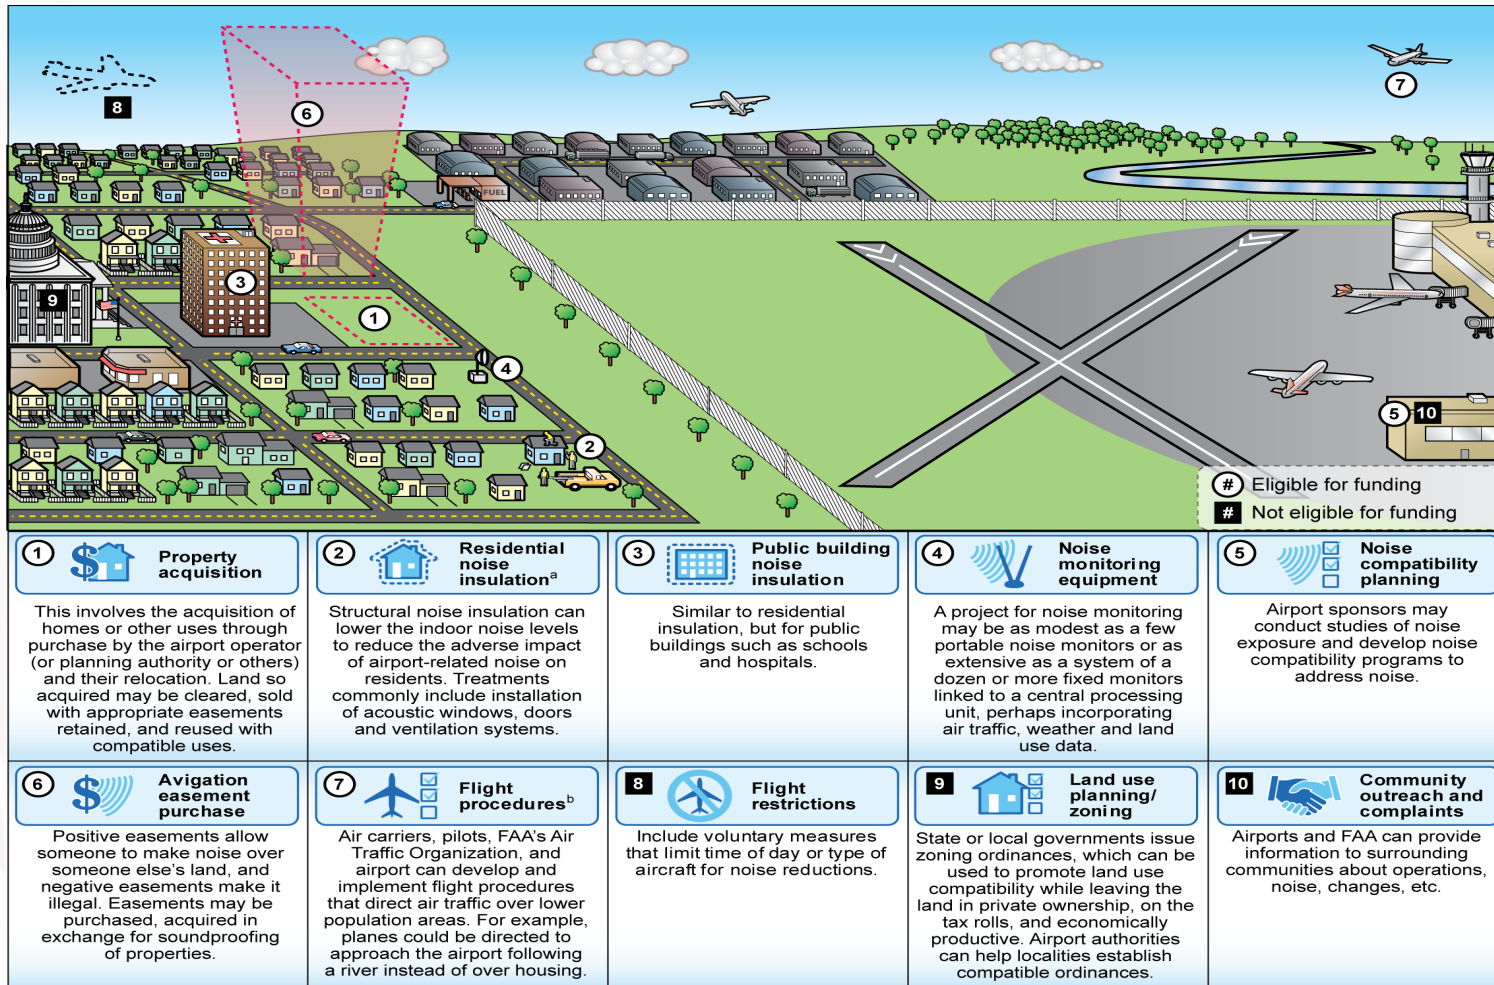 8
6
7
FUEL
9
3
1
4
5 10
2
# Eligible for funding
# Not eligible for funding
1 Property
acquisition
This involves the acquisition of
homes or other uses through
purchase by the airport operator
(or planning authority or others)
and their relocation. Land so
acquired may be cleared, sold
with appropriate easements
retained, and reused with
compatible uses.
2 Residential
noise
insulationᵃ
Structural noise insulation can
lower the indoor noise levels
to reduce the adverse impact
of airport-related noise on
residents. Treatments
commonly include installation
of acoustic windows, doors
and ventilation systems.
3 Public building
noise
insulation
Similar to residential
insulation, but for public
buildings such as schools
and hospitals.
4 Noise
monitoring
equipment
A project for noise monitoring
may be as modest as a few
portable noise monitors or as
extensive as a system of a
dozen or more fixed monitors
linked to a central processing
unit, perhaps incorporating
air traffic, weather and land
use data.
5 Noise
compatibility
planning
Airport sponsors may
conduct studies of noise
exposure and develop noise
compatibility programs to
address noise.
6 Avigation
easement
purchase
Positive easements allow
someone to make noise over
someone else's land, and
negative easements make it
illegal. Easements may be
purchased, acquired in
exchange for soundproofing
of properties.
7 Flight
proceduresᵇ
Air carriers, pilots, FAA's Air
Traffic Organization, and
airport can develop and
implement flight procedures
that direct air traffic over lower
population areas. For example,
planes could be directed to
approach the airport following
a river instead of over housing.
8 Flight
restrictions
Include voluntary measures
that limit time of day or type of
aircraft for noise reductions.
9 Land use
planning/
zoning
State or local governments issue
zoning ordinances, which can be
used to promote land use
compatibility while leaving the
land in private ownership, on the
tax rolls, and economically
productive. Airport authorities
can help localities establish
compatible ordinances.
10 Community
outreach and
complaints
Airports and FAA can provide
information to surrounding
communities about operations,
noise, changes, etc.